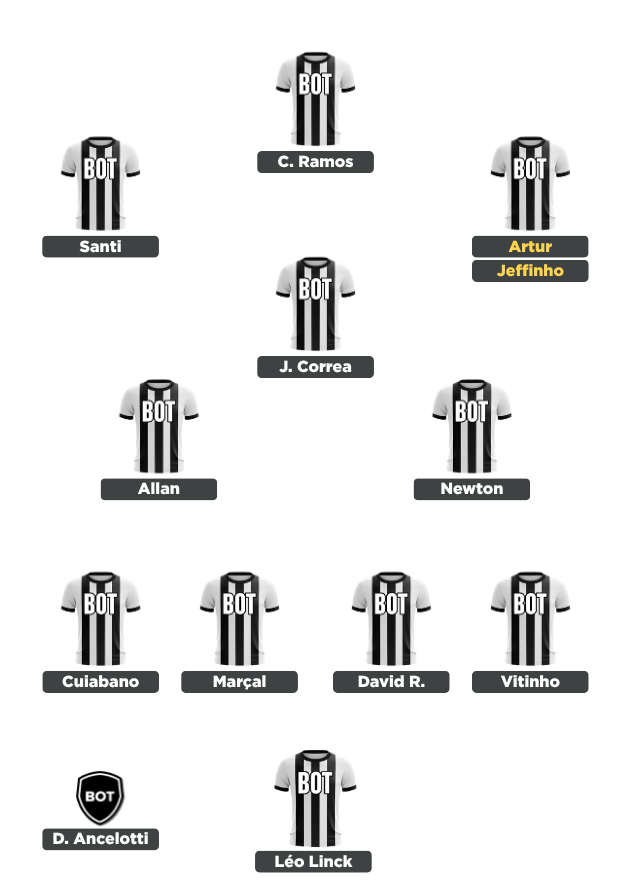 BOT
C. Ramos
BOT
Santi
BOT
Artur
Jeffinho
BOT
J. Correa
BOT
Allan
BOT
Newton
BOT
Cuiabano
BOT
Marçal
BOT
David R.
BOT
Vitinho
BOT
D. Ancelotti
BOT
Léo Linck